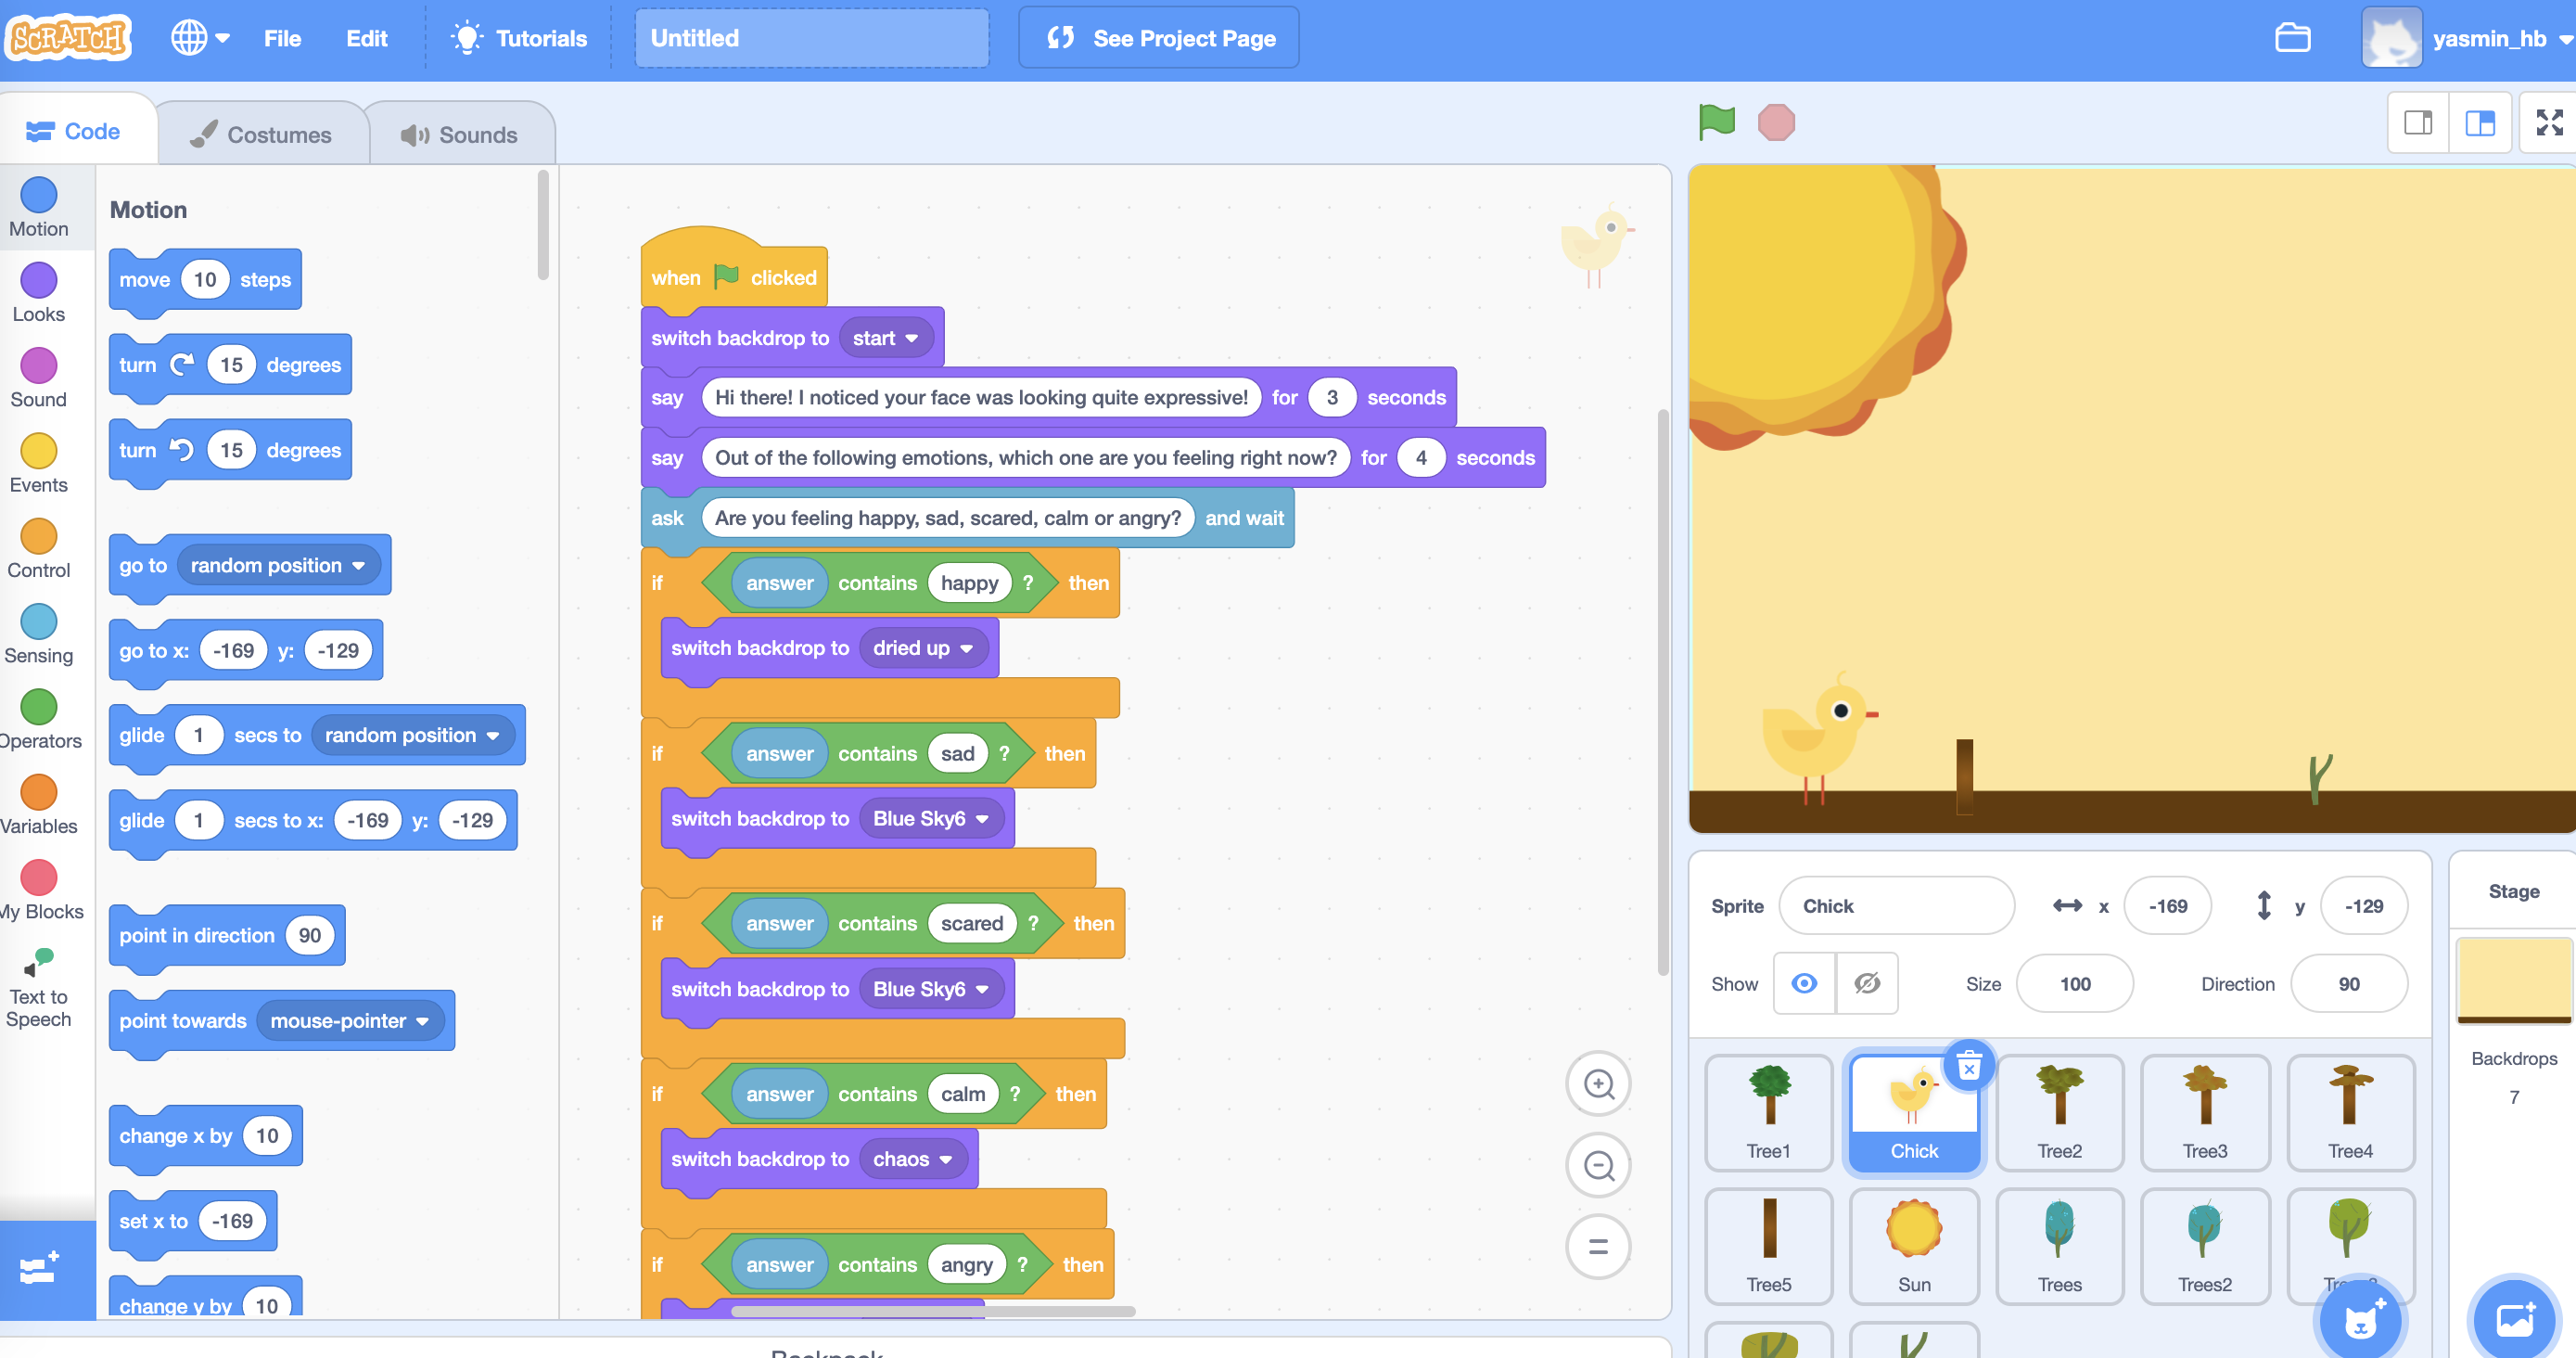 SCRATCH
File
Edit
Tutorials
Untitled
See Project Page
yasmin_hb
Code
Costumes
Sounds
Motion
Looks
Sound
Events
Control
Sensing
Operators
Variables
My Blocks
Text to
Speech
Motion
move 10 steps
turn 15 degrees
turn 15 degrees
go to random position
go to x: -169 y: -129
glide 1 secs to random position
glide 1 secs to x: -169 y: -129
point in direction 90
point towards mouse-pointer
change x by 10
set x to -169
change y by 10
when clicked
switch backdrop to start
say Hi there! I noticed your face was looking quite expressive! for 3 seconds
say Out of the following emotions, which one are you feeling right now? for 4 seconds
ask Are you feeling happy, sad, scared, calm or angry? and wait
if answer contains happy ? then
switch backdrop to dried up
if answer contains sad ? then
switch backdrop to Blue Sky6
if answer contains scared ? then
switch backdrop to Blue Sky6
if answer contains calm ? then
switch backdrop to chaos
if answer contains angry ? then
Backpack
Sprite Chick x -169 y -129
Show Size 100 Direction 90
Tree1
Chick
Tree2
Tree3
Tree4
Tree5
Sun
Trees
Trees2
Stage
Backdrops
7